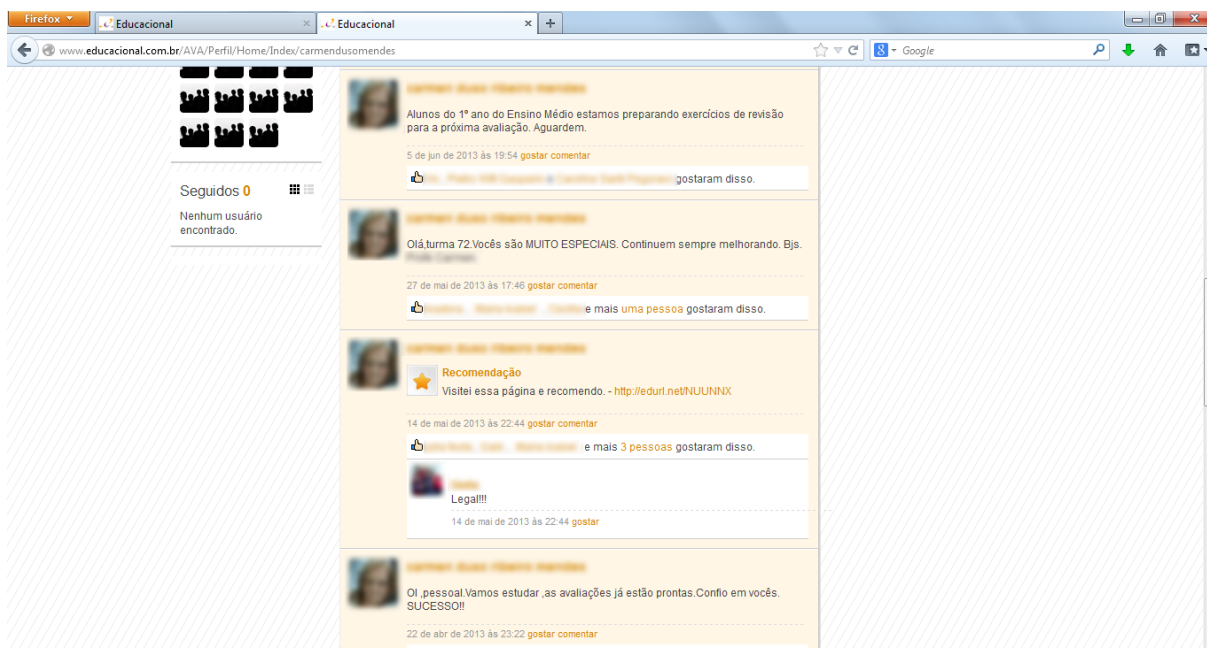 Firefox
Educacional
Educacional
www.educacional.com.br/AVA/Perfil/Home/Index/carmendusomendes
Google
Seguidos 0
Nenhum usuário
encontrado.
Alunos do 1º ano do Ensino Médio estamos preparando exercícios de revisão
para a próxima avaliação. Aguardem.
5 de jun de 2013 às 19:54 gostar comentar
gostaram disso.
Olá,turma 72.Vocês são MUITO ESPECIAIS. Continuem sempre melhorando. Bjs.
27 de mai de 2013 às 17:46 gostar comentar
e mais uma pessoa gostaram disso.
Recomendação
Visitei essa página e recomendo. - http://edurl.net/NUUNNX
14 de mai de 2013 às 22:44 gostar comentar
e mais 3 pessoas gostaram disso.
Legal!!!
14 de mai de 2013 às 22:44 gostar
OI ,pessoal.Vamos estudar ,as avaliações já estão prontas.Confio em vocês.
SUCESSO!!
22 de abr de 2013 às 23:22 gostar comentar